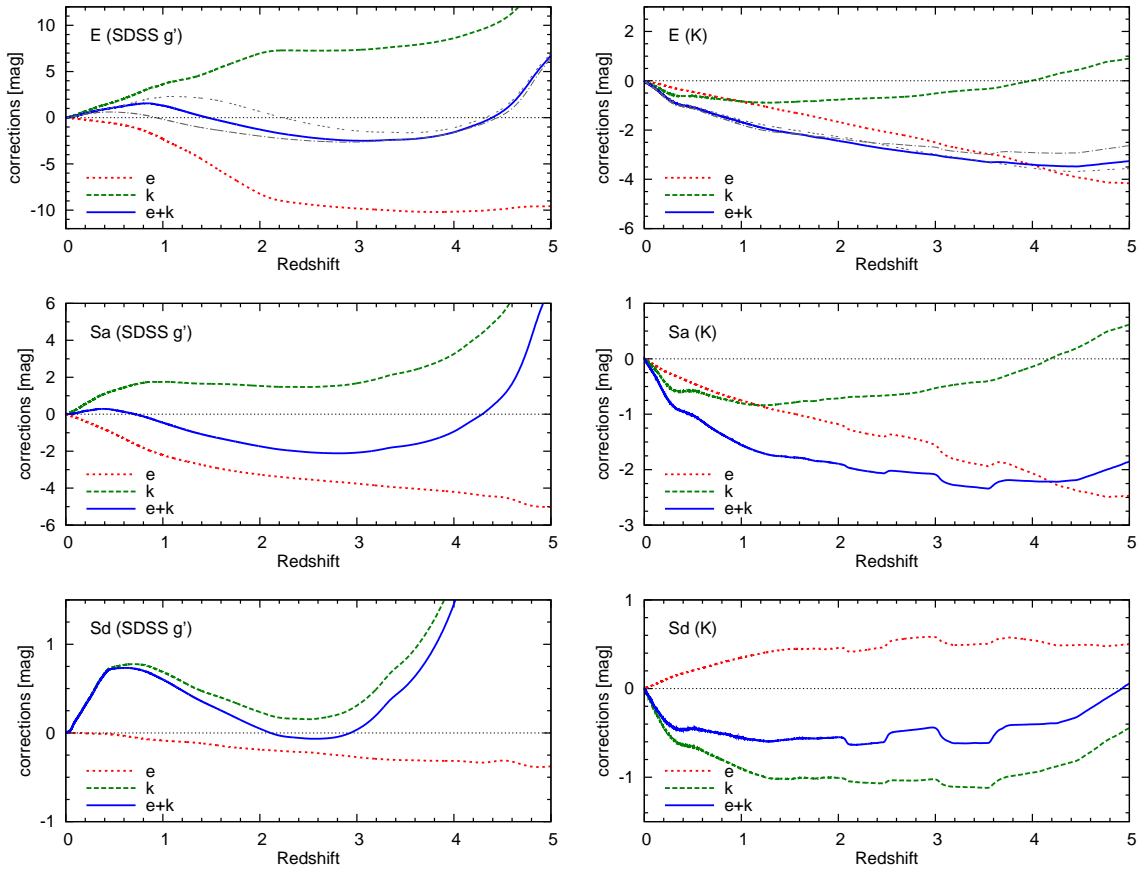 E (SDSS g')
corrections [mag]
10
5
0
-5
-10
e
k
e+k
0 1 2 3 4 5
Redshift
E (K)
corrections [mag]
2
0
-2
-4
-6
e
k
e+k
0 1 2 3 4 5
Redshift
Sa (SDSS g')
corrections [mag]
6
4
2
0
-2
-4
-6
e
k
e+k
0 1 2 3 4 5
Redshift
Sa (K)
corrections [mag]
1
0
-1
-2
-3
e
k
e+k
0 1 2 3 4 5
Redshift
Sd (SDSS g')
corrections [mag]
1
0
-1
e
k
e+k
0 1 2 3 4 5
Redshift
Sd (K)
corrections [mag]
1
0
-1
e
k
e+k
0 1 2 3 4 5
Redshift